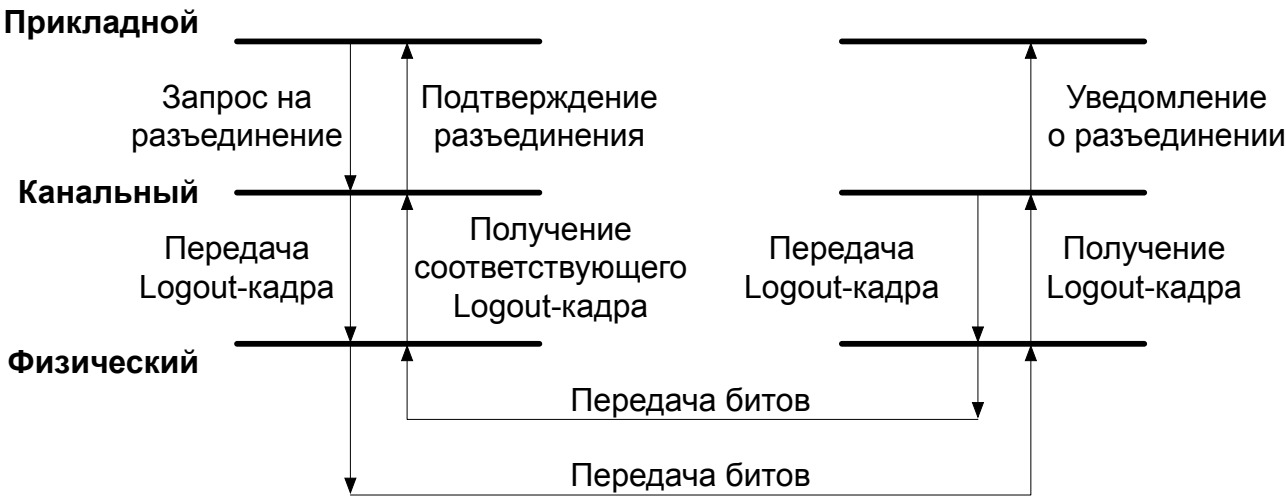 Прикладной
Запрос на
разъединение
Подтверждение
разъединения
Уведомление
о разъединении
Канальный
Передача
Logout-кадра
Получение
соответствующего
Logout-кадра
Передача
Logout-кадра
Получение
Logout-кадра
Физический
Передача битов
Передача битов